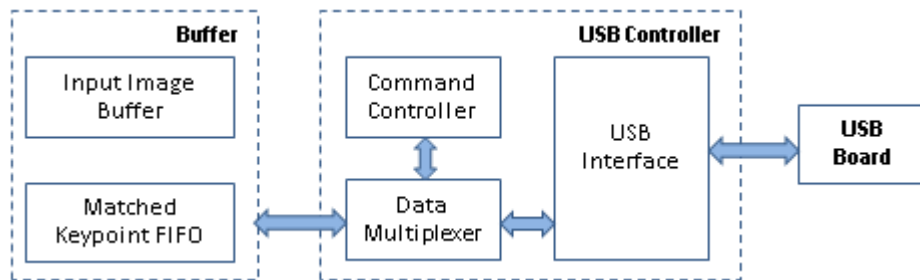 Buffer
Input Image
Buffer
Matched
Keypoint FIFO
USB Controller
Command
Controller
Data
Multiplexer
USB
Interface
USB
Board